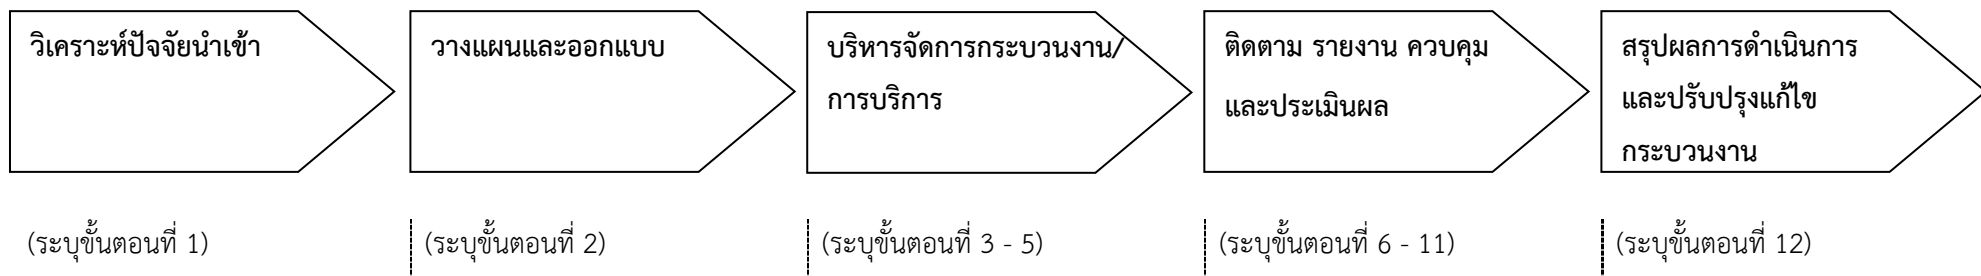 วิเคราะห์ปัจจัยนำเข้า
วางแผนและออกแบบ
บริหารจัดการกระบวนงาน/
การบริการ
ติดตาม รายงาน ควบคุม
และประเมินผล
สรุปผลการดำเนินการ
และปรับปรุงแก้ไข
กระบวนงาน
(ระบุขั้นตอนที่ 1)
(ระบุขั้นตอนที่ 2)
(ระบุขั้นตอนที่ 3 - 5)
(ระบุขั้นตอนที่ 6 - 11)
(ระบุขั้นตอนที่ 12)